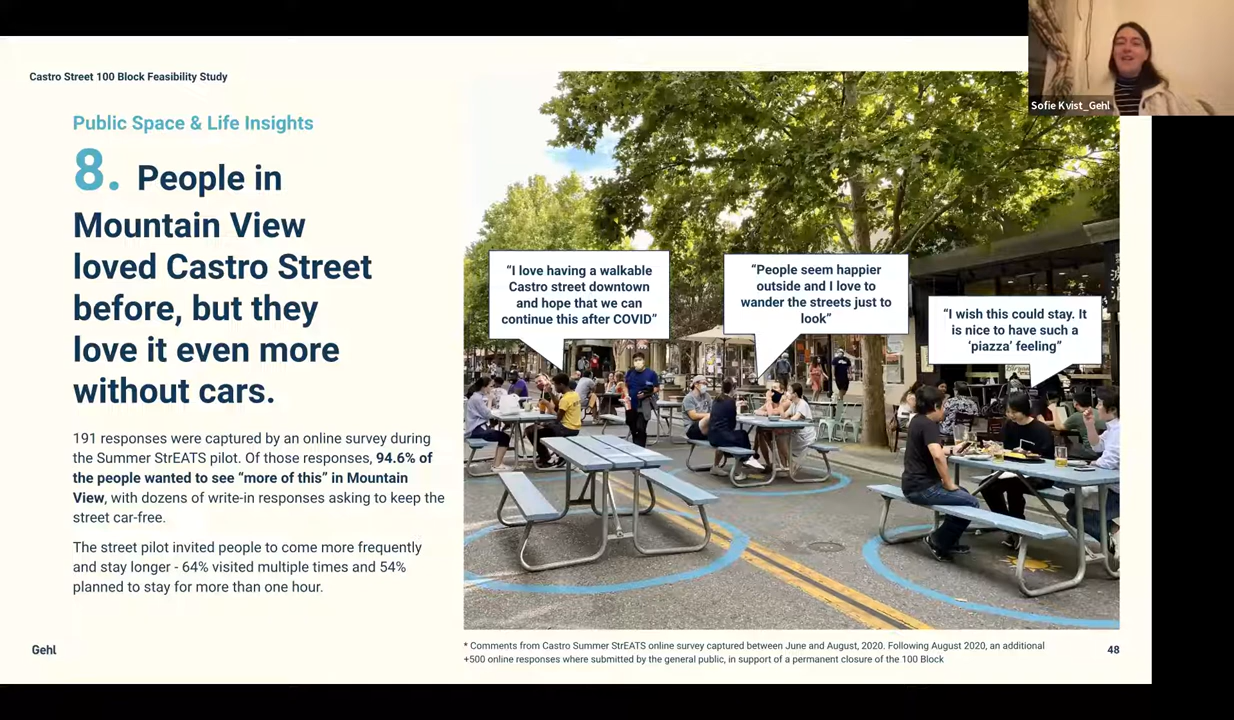 Castro Street 100 Block Feasibility Study
Public Space & Life Insights
8. People in
Mountain View
loved Castro Street
before, but they
love it even more
without cars.
191 responses were captured by an online survey during
the Summer StrEATS pilot. Of those responses, 94.6% of
the people wanted to see “more of this” in Mountain
View, with dozens of write-in responses asking to keep the
street car-free.
The street pilot invited people to come more frequently
and stay longer - 64% visited multiple times and 54%
planned to stay for more than one hour.
Gehl
“I love having a walkable
Castro street downtown
and hope that we can
continue this after COVID”
“People seem happier
outside and I love to
wander the streets just to
look”
“I wish this could stay. It
is nice to have such a
‘piazza’ feeling”
* Comments from Castro Summer StrEATS online survey captured between June and August, 2020. Following August 2020, an additional
+500 online responses where submitted by the general public, in support of a permanent closure of the 100 Block
48
Sofie Kvist_Gehl